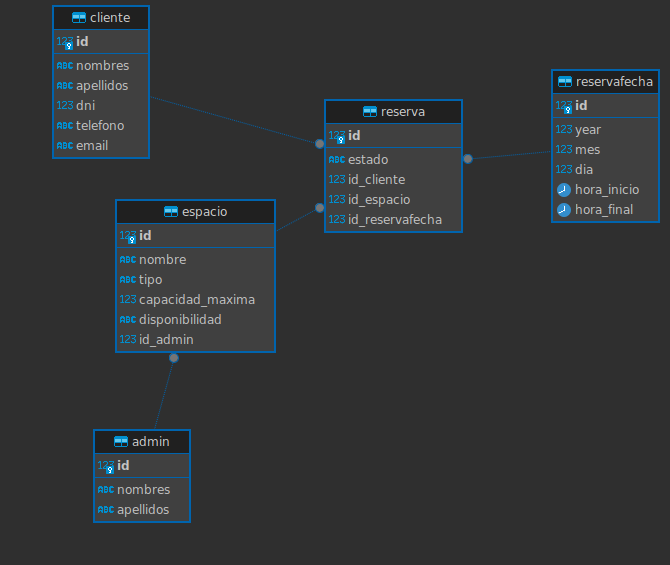 cliente
123 id
ABC nombres
ABC apellidos
123 dni
ABC telefono
ABC email
reservafecha
123 id
123 year
123 mes
123 dia
hora_inicio
hora_final
reserva
123 id
ABC estado
123 id_cliente
123 id_espacio
123 id_reservafecha
espacio
123 id
ABC nombre
ABC tipo
123 capacidad_maxima
ABC disponibilidad
123 id_admin
admin
123 id
ABC nombres
ABC apellidos